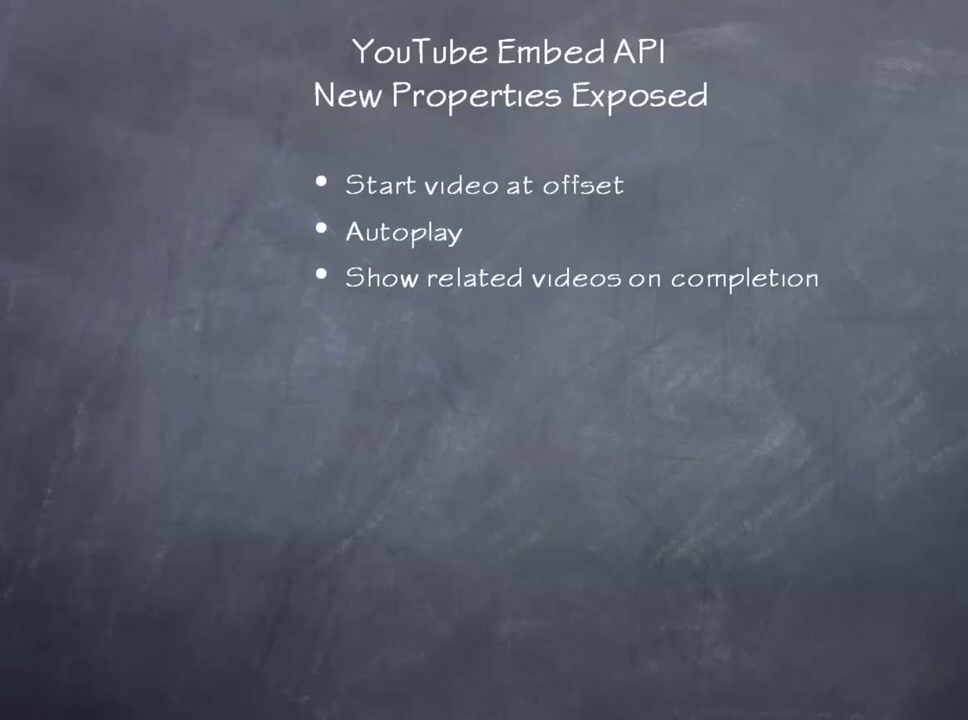 YouTube Embed API
New Properties Exposed
• Start video at offset
• Autoplay
• Show related videos on completion